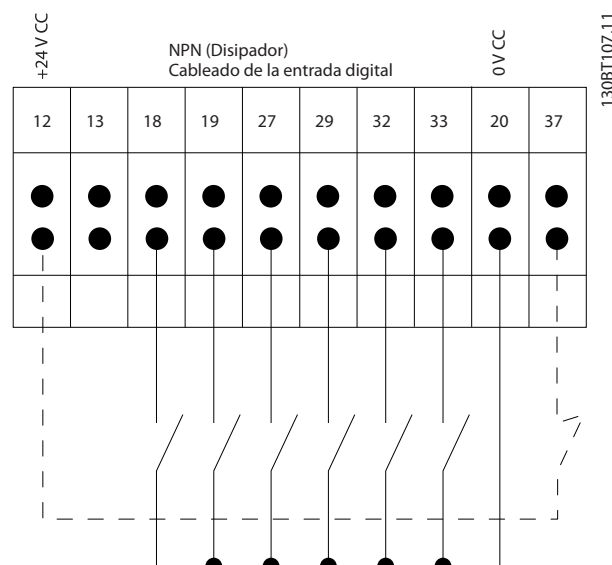 +24 V CC
NPN (Disipador)
Cableado de la entrada digital
0 V CC
130BT107.11
12 13 18 19 27 29 32 33 20 37